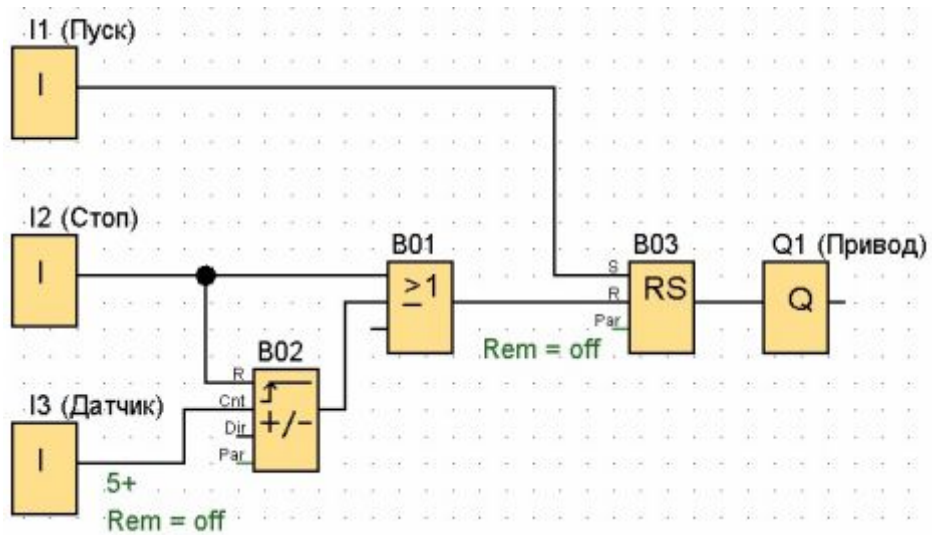 I1 (Пуск)
I
I2 (Стоп)
I
B01
≥1
B03
S
R
Par
RS
Rem = off
Q1 (Привод)
Q
B02
R
Cnt
Dir
Par
+/-
I3 (Датчик)
I
5+
Rem = off